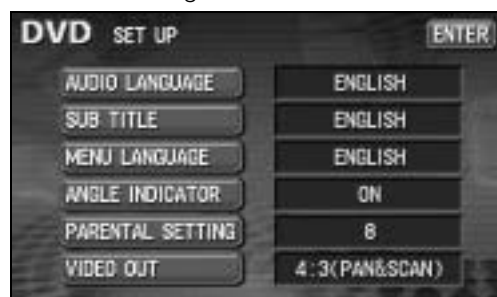 DVD SET UP ENTER
AUDIO LANGUAGE ENGLISH
SUB TITLE ENGLISH
MENU LANGUAGE ENGLISH
ANGLE INDICATOR ON
PARENTAL SETTING 8
VIDEO OUT 4:3(PAN&SCAN)